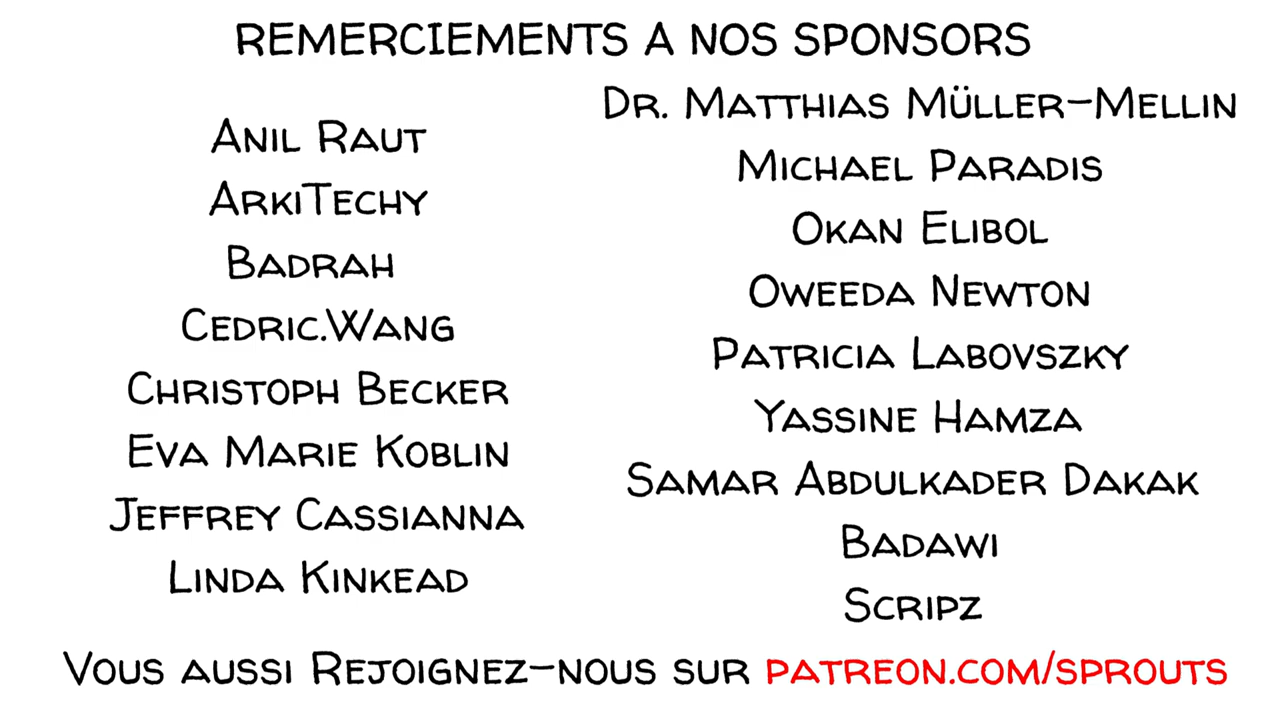 REMERCIEMENTS A NOS SPONSORS
Anil Raut
ArkiTechy
Badrah
Cedric.Wang
Christoph Becker
Eva Marie Koblin
Jeffrey Cassianna
Linda Kinkead
Dr. Matthias Müller-Mellin
Michael Paradis
Okan Elibol
Oweeda Newton
Patricia Labovszky
Yassine Hamza
Samar Abdulkader Dakak
Badawi
Scripz
Vous aussi Rejoignez-nous sur patreon.com/sprouts